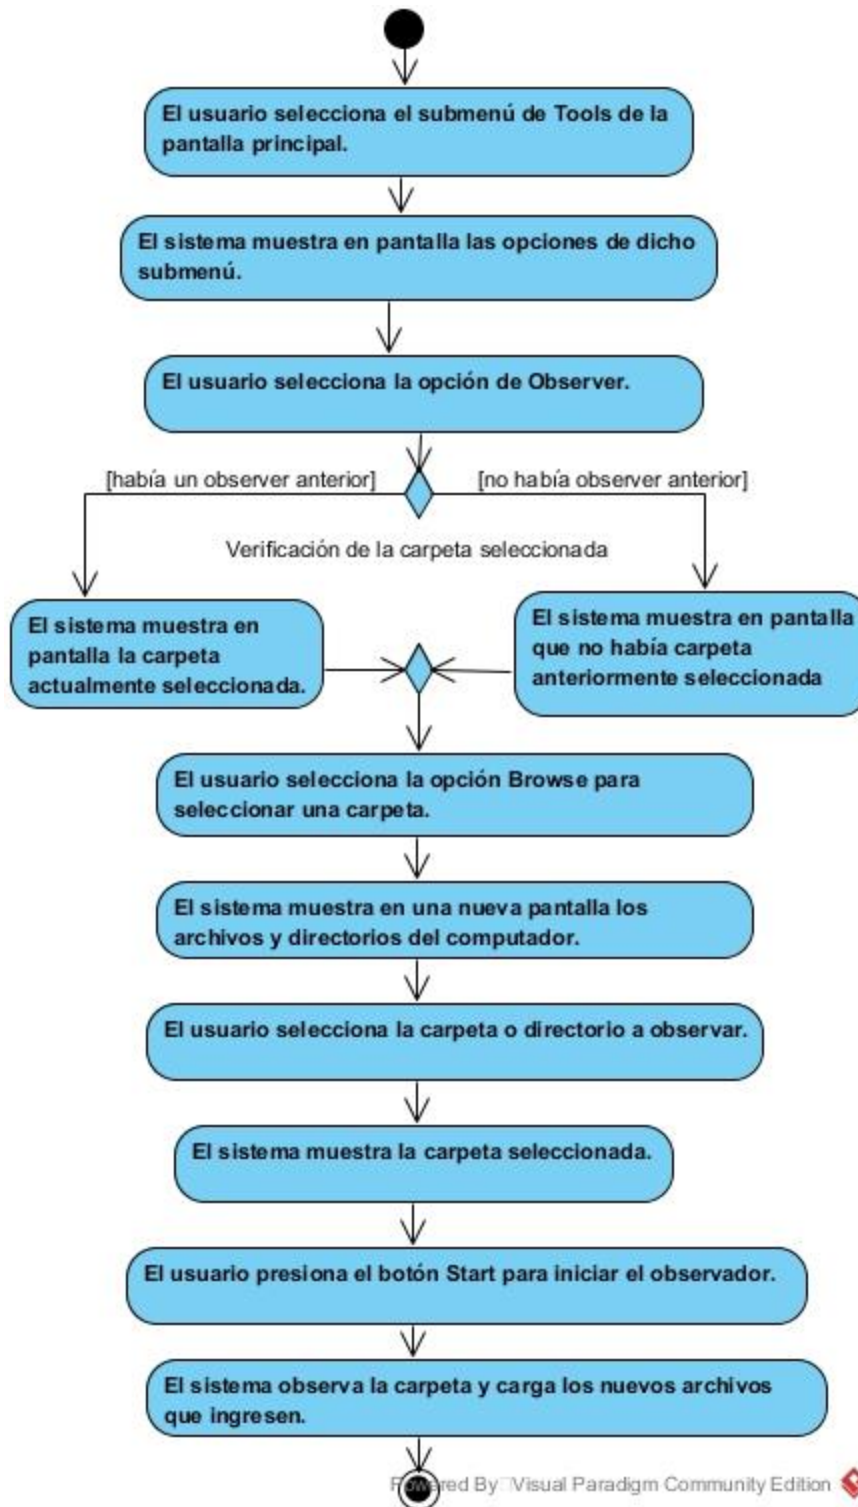 El usuario selecciona el submenú de Tools de la
pantalla principal.
El sistema muestra en pantalla las opciones de dicho
submenú.
El usuario selecciona la opción de Observer.
[había un observer anterior]
[no había observer anterior]
Verificación de la carpeta seleccionada
El sistema muestra en
pantalla la carpeta
actualmente seleccionada.
El sistema muestra en pantalla
que no había carpeta
anteriormente seleccionada
El usuario selecciona la opción Browse para
seleccionar una carpeta.
El sistema muestra en una nueva pantalla los
archivos y directorios del computador.
El usuario selecciona la carpeta o directorio a observar.
El sistema muestra la carpeta seleccionada.
El usuario presiona el botón Start para iniciar el observador.
El sistema observa la carpeta y carga los nuevos archivos
que ingresen.
Powered By Visual Paradigm Community Edition